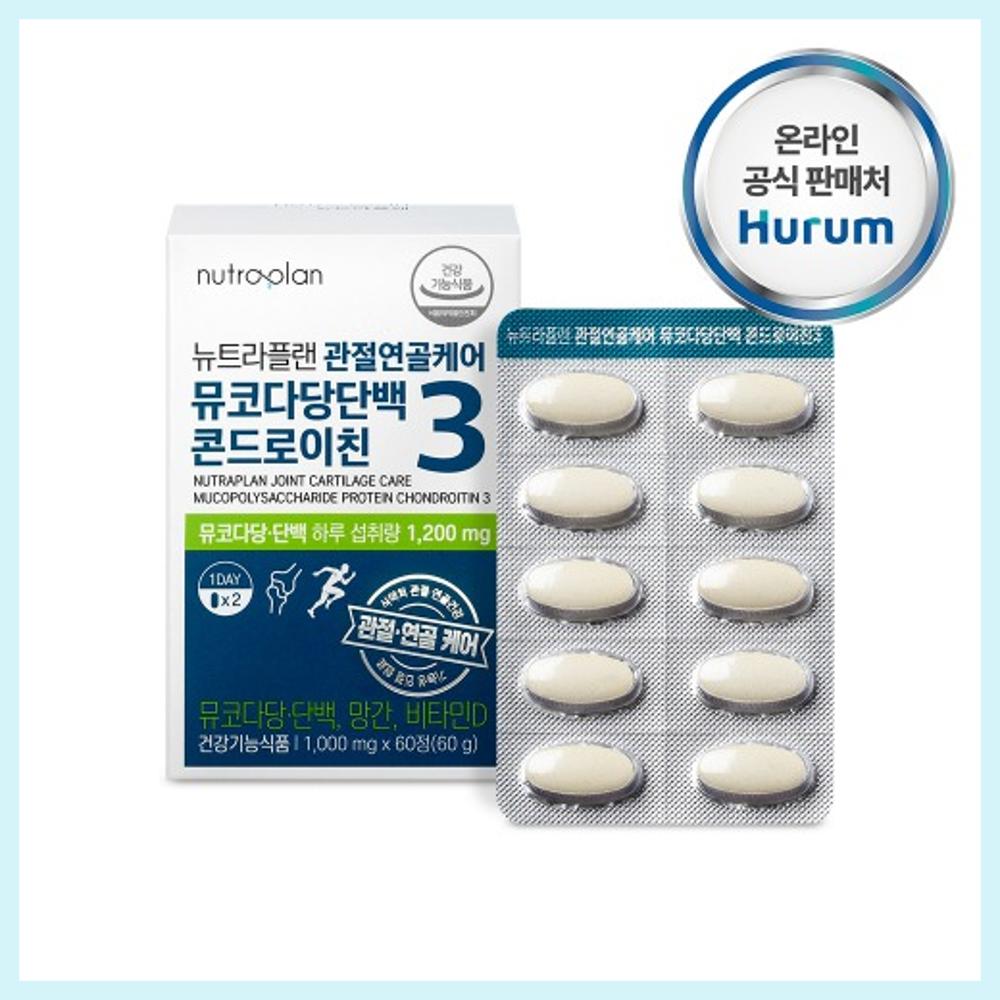 온라인
공식 판매처
Hurum
nutraplan
건강
기능식품
뉴트라플랜 관절연골케어
뮤코다당단백
콘드로이친 3
NUTRAPLAN JOINT CARTILAGE CARE
MUCOPOLYSACCHARIDE PROTEIN CHONDROITIN 3
뮤코다당·단백 하루 섭취량 1,200 mg
1DAY
x2
관절·연골 케어
뮤코다당·단백, 망간, 비타민D
건강기능식품 | 1,000 mg x 60정(60 g)
뉴트라플랜 관절연골케어 뮤코다당단백 콘드로이친3